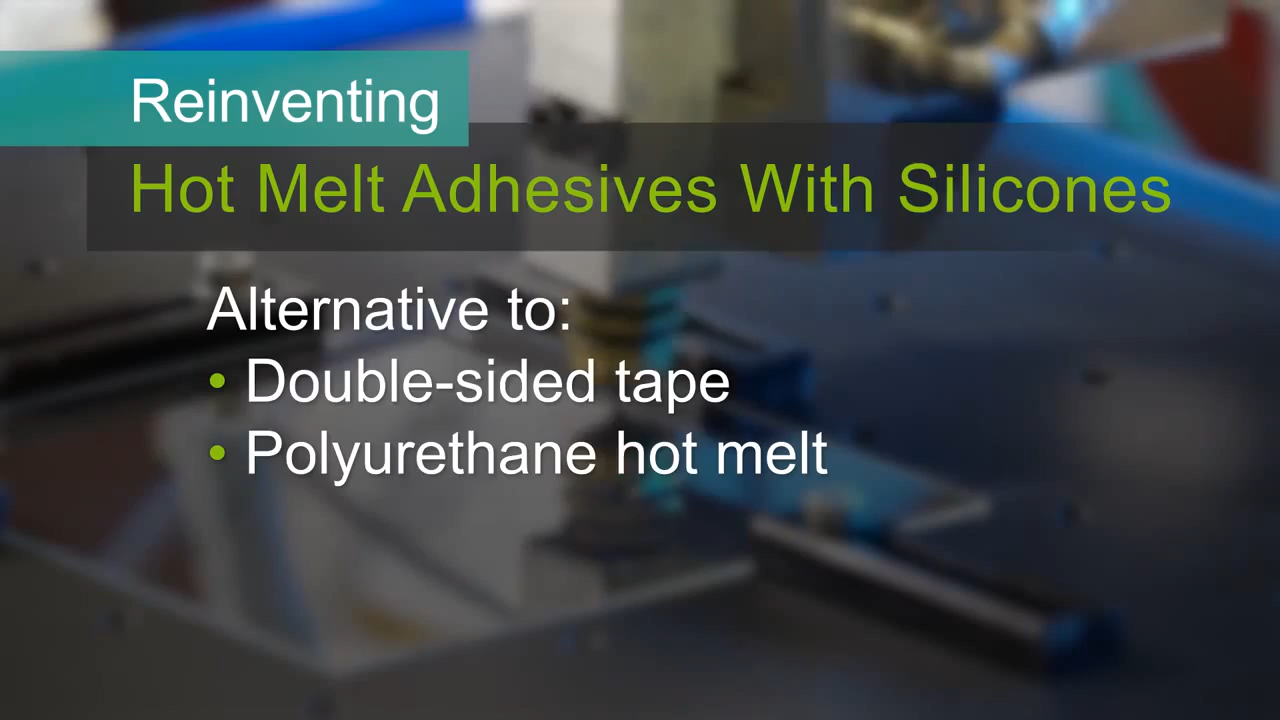 Reinventing
Hot Melt Adhesives With Silicones
Alternative to:
• Double-sided tape
• Polyurethane hot melt